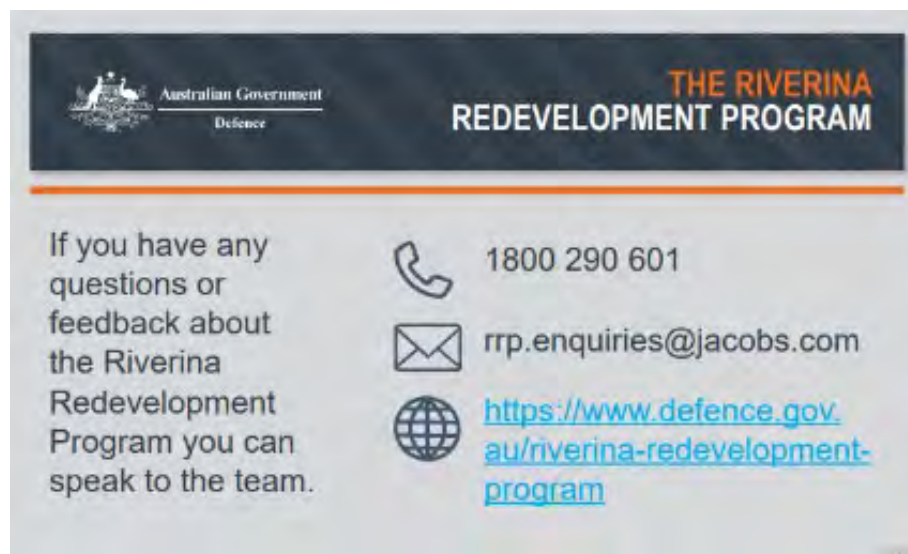 Australian Government
Defence
THE RIVERINA
REDEVELOPMENT PROGRAM
If you have any
questions or
feedback about
the Riverina
Redevelopment
Program you can
speak to the team.
1800 290 601
rrp.enquiries@jacobs.com
https://www.defence.gov.
au/riverina-redevelopment-
program